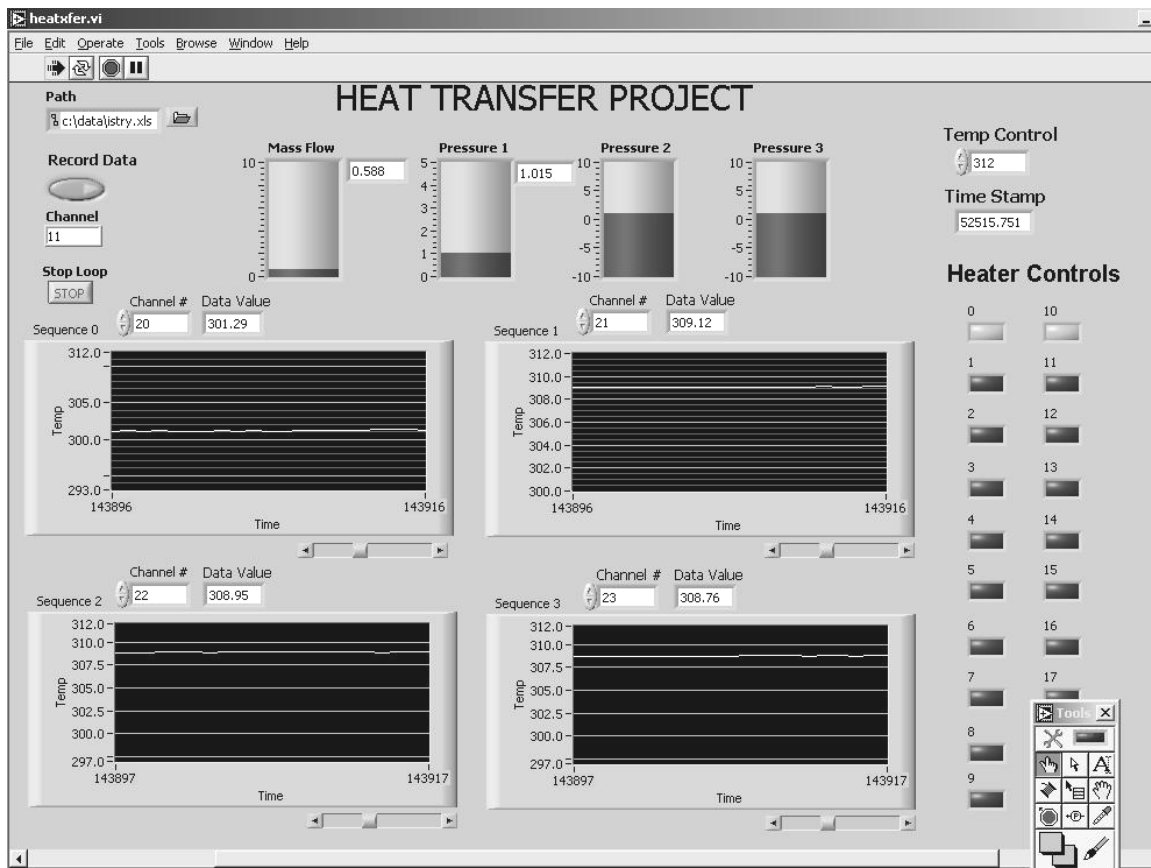 heatxfer.vi
File Edit Operate Tools Browse Window Help
Path
c:\data\istry.xls
HEAT TRANSFER PROJECT
Record Data
Channel
11
Stop Loop
STOP
Mass Flow
10
0
0.588
Pressure 1
5
4
3
2
1
0
1.015
Pressure 2
10
5
0
-5
-10
Pressure 3
10
5
0
-5
-10
Temp Control
312
Time Stamp
52515.751
Heater Controls
0 10
1 11
2 12
3 13
4 14
5 15
6 16
7 17
8
9
Sequence 0
Channel # Data Value
20 301.29
312.0
305.0
300.0
293.0
Temp
143896 143916
Time
Sequence 1
Channel # Data Value
21 309.12
312.0
310.0
308.0
306.0
304.0
302.0
300.0
Temp
143896 143916
Time
Sequence 2
Channel # Data Value
22 308.95
312.0
310.0
307.5
305.0
302.5
300.0
297.0
Temp
143897 143917
Time
Sequence 3
Channel # Data Value
23 308.76
312.0
310.0
307.5
305.0
302.5
300.0
297.0
Temp
143897 143917
Time
Tools
A
P